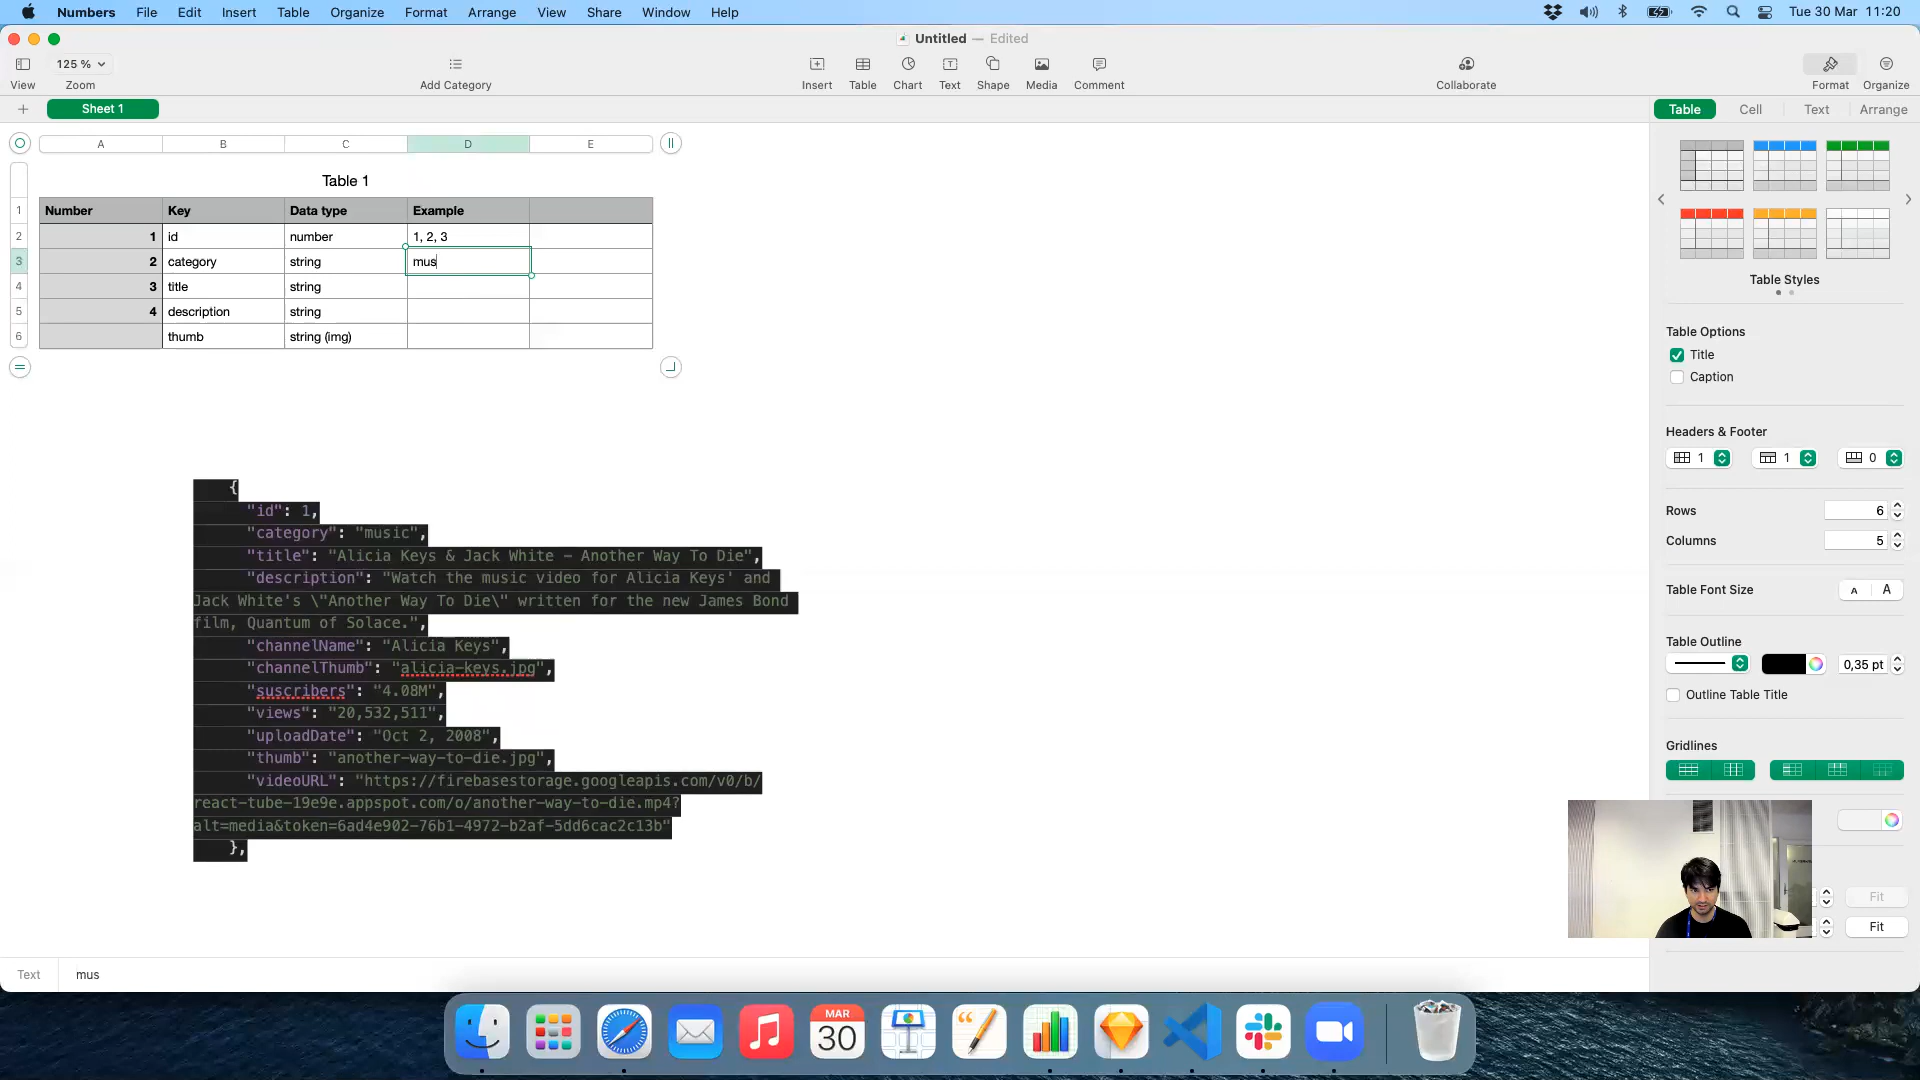 Numbers File Edit Insert Table Organize Format Arrange View Share Window Help Tue 30 Mar 11:20
Untitled — Edited
125 %
View Zoom Add Category Insert Table Chart Text Shape Media Comment Collaborate Format Organize
Sheet 1
Table Cell Text Arrange
A B C D E
Table 1
1 Number Key Data type Example
2 1 id number 1, 2, 3
3 2 category string mus
4 3 title string
5 4 description string
6 thumb string (img)
{
"id": 1,
"category": "music",
"title": "Alicia Keys & Jack White - Another Way To Die",
"description": "Watch the music video for Alicia Keys' and
Jack White's \"Another Way To Die\" written for the new James Bond
film, Quantum of Solace.",
"channelName": "Alicia Keys",
"channelThumb": "alicia-keys.jpg",
"suscribers": "4.08M",
"views": "20,532,511",
"uploadDate": "Oct 2, 2008",
"thumb": "another-way-to-die.jpg",
"videoURL": "https://firebasestorage.googleapis.com/v0/b/
react-tube-19e9e.appspot.com/o/another-way-to-die.mp4?
alt=media&token=6ad4e902-76b1-4972-b2af-5dd6cac2c13b"
},
Table Styles
Table Options
Title
Caption
Headers & Footer
1 1 0
Rows 6
Columns 5
Table Font Size A A
Table Outline
0,35 pt
Outline Table Title
Gridlines
Fit
Fit
Text mus
MAR
30